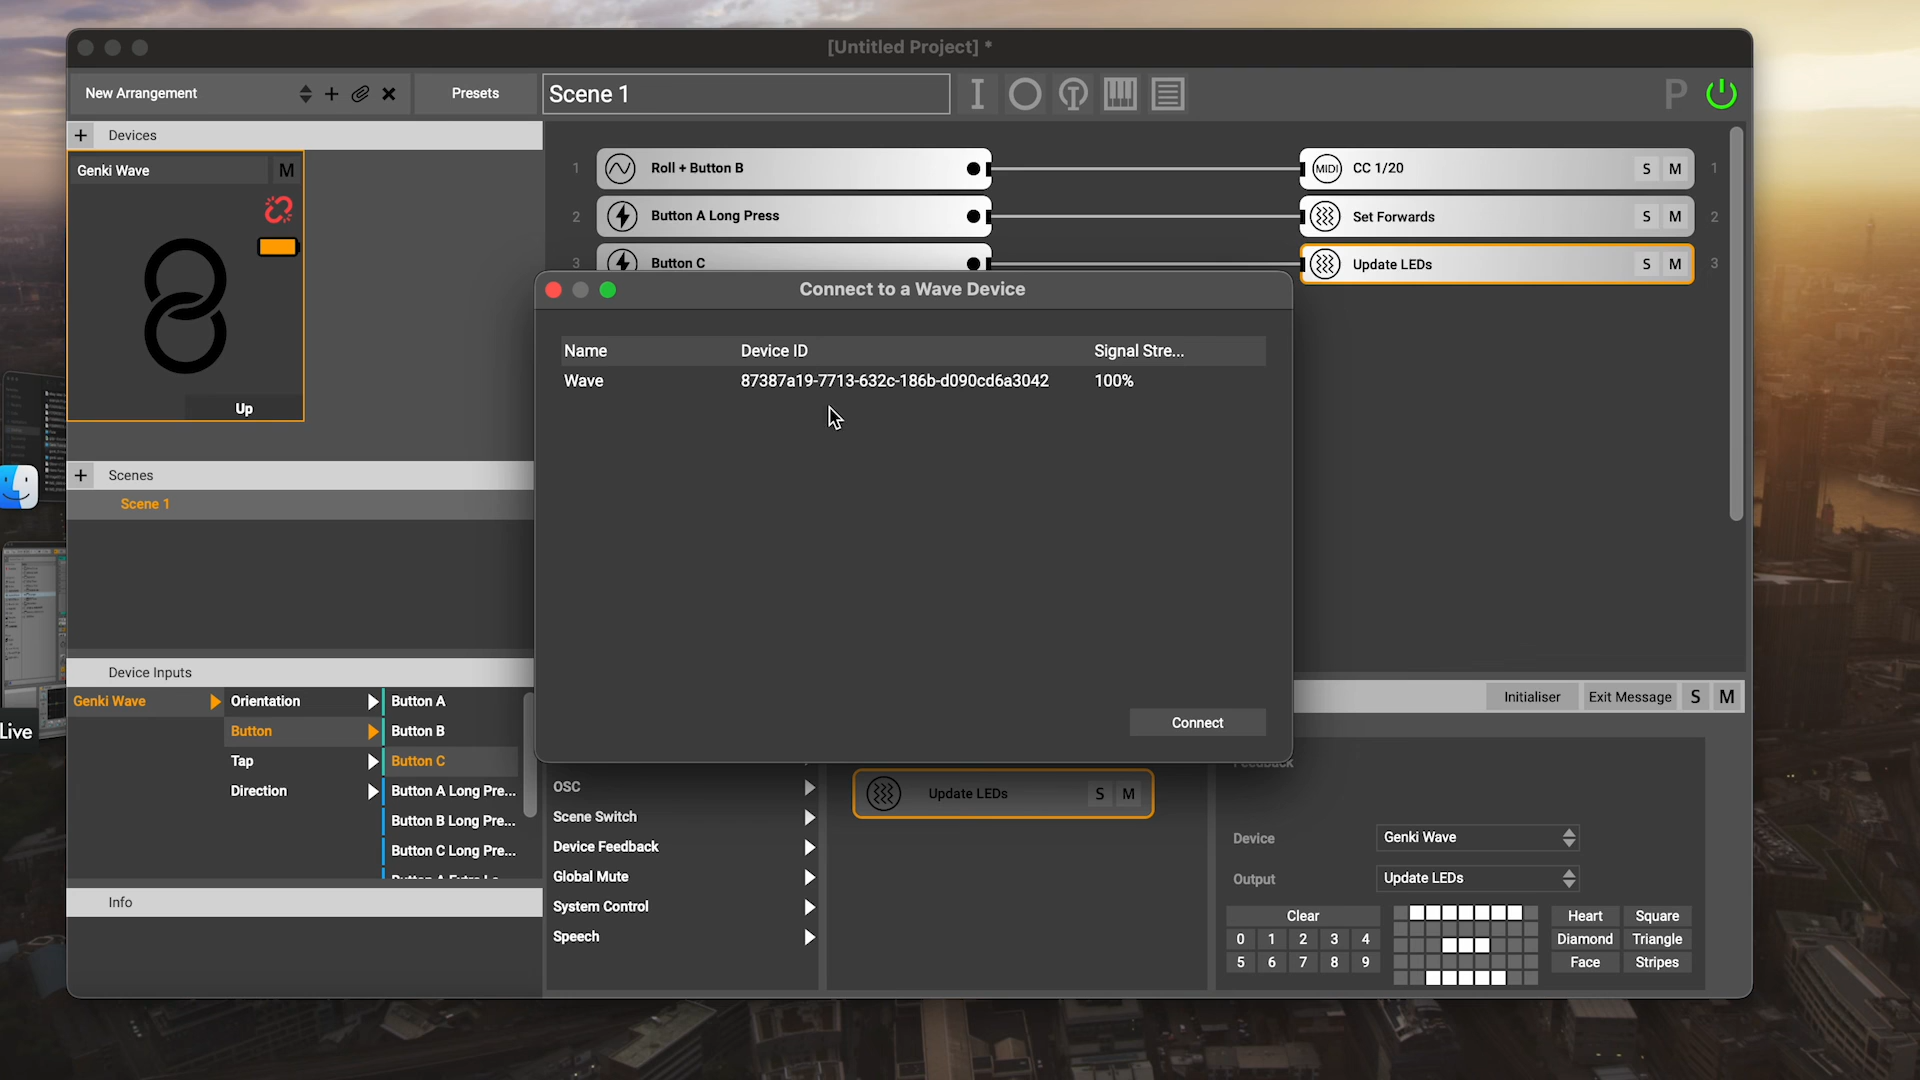 [Untitled Project] *
New Arrangement
Presets
Scene 1
P
+ Devices
Genki Wave
M
Up
1 Roll + Button B
MIDI CC 1/20 S M 1
2 Button A Long Press
Set Forwards S M 2
3 Button C
Update LEDs S M 3
Connect to a Wave Device
Name Device ID Signal Stre...
Wave 87387a19-7713-632c-186b-d090cd6a3042 100%
Connect
+ Scenes
Scene 1
Device Inputs
Genki Wave
Orientation
Button
Tap
Direction
Button A
Button B
Button C
Button A Long Pre...
Button B Long Pre...
Button C Long Pre...
Info
OSC
Scene Switch
Device Feedback
Global Mute
System Control
Speech
Update LEDs S M
Initialiser Exit Message S M
Feedback
Device Genki Wave
Output Update LEDs
Clear
0 1 2 3 4
5 6 7 8 9
Heart Square
Diamond Triangle
Face Stripes
Live